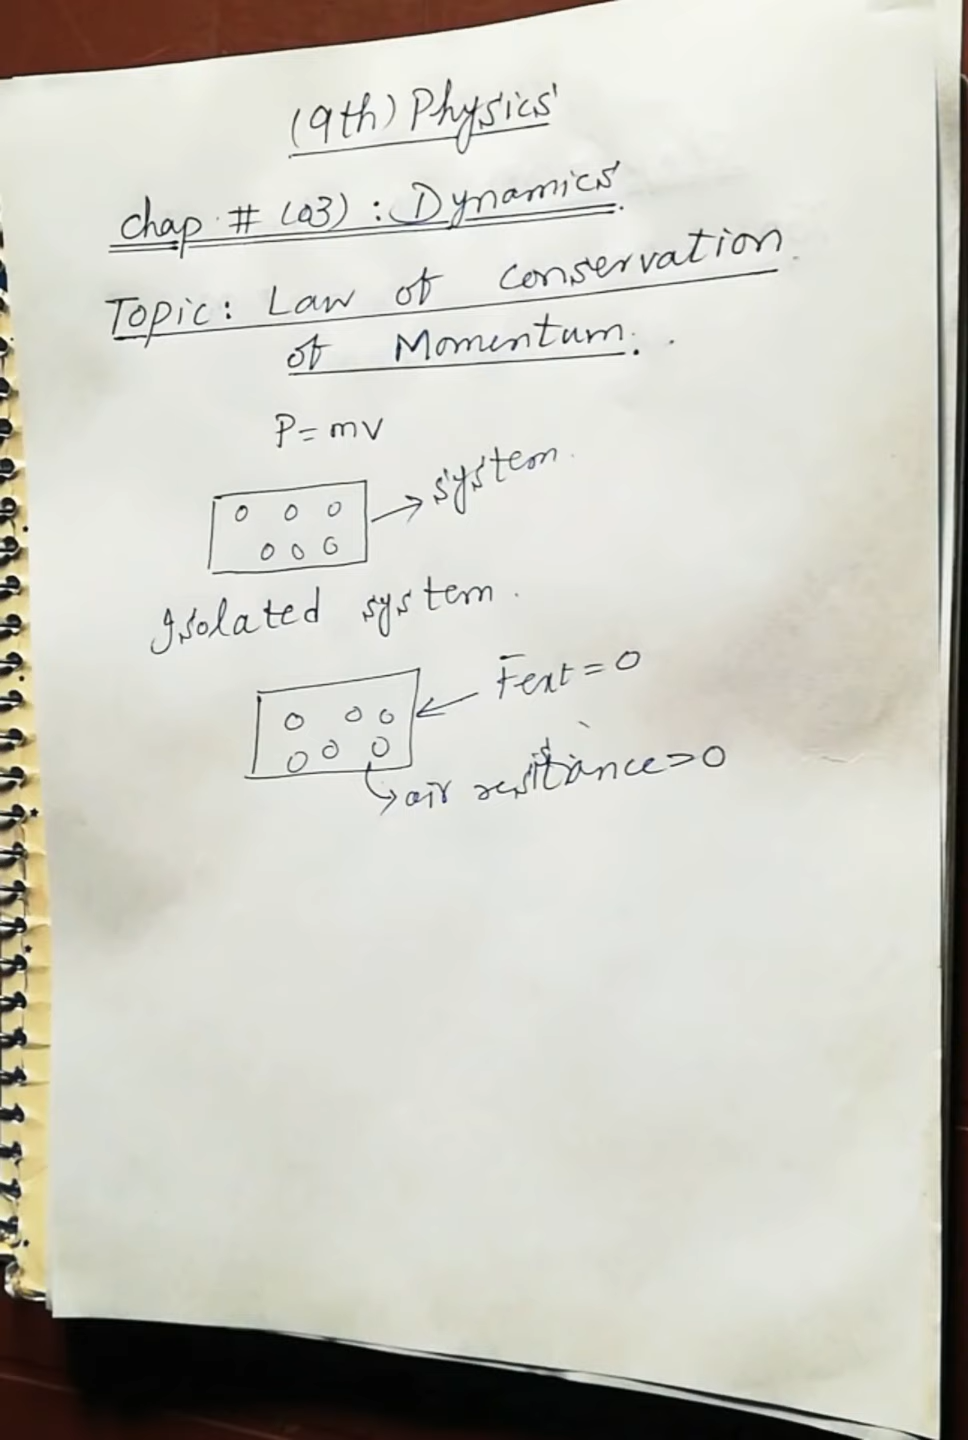 (9th) Physics
chap. # (03) : Dynamics.
Topic: Law of conservation
of Momentum.
P = mv
system.
Isolated system.
Fext = 0
air resistance = 0